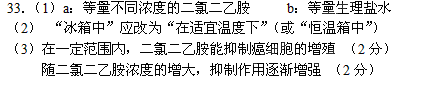 33.（1）a：等量不同浓度的二氯二乙胺 b：等量生理盐水
（2）“冰箱中”应改为“在适宜温度下”（或“恒温箱中”）
（3）在一定范围内，二氯二乙胺能抑制癌细胞的增殖 （2分）
随二氯二乙胺浓度的增大，抑制作用逐渐增强 （2分）